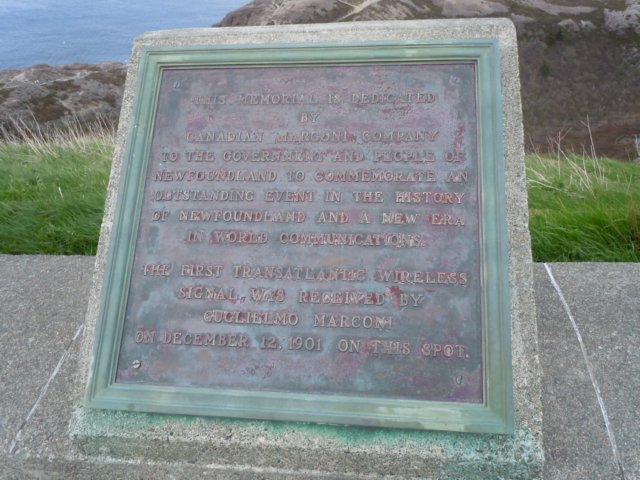 THIS MEMORIAL IS DEDICATED
BY
CANADIAN MARCONI COMPANY
TO THE GOVERNMENT AND PEOPLE OF
NEWFOUNDLAND TO COMMEMORATE AN
OUTSTANDING EVENT IN THE HISTORY
OF NEWFOUNDLAND AND A NEW ERA
IN WORLD COMMUNICATIONS.
THE FIRST TRANSATLANTIC WIRELESS
SIGNAL WAS RECEIVED BY
GUGLIELMO MARCONI
ON DECEMBER 12, 1901 ON THIS SPOT.